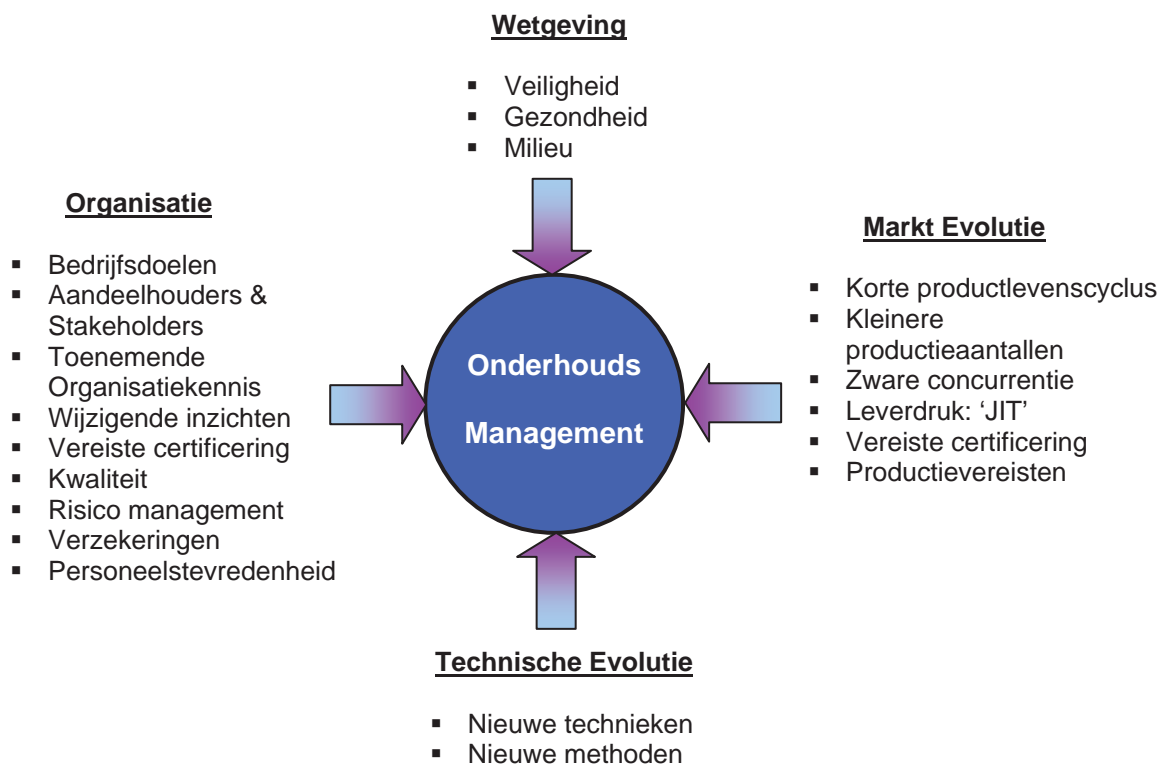 Wetgeving
▪ Veiligheid
▪ Gezondheid
▪ Milieu
Organisatie
▪ Bedrijfsdoelen
▪ Aandeelhouders &
Stakeholders
▪ Toenemende
Organisatiekennis
▪ Wijzigende inzichten
▪ Vereiste certificering
▪ Kwaliteit
▪ Risico management
▪ Verzekeringen
▪ Personeelstevredenheid
Onderhouds
Management
Markt Evolutie
▪ Korte productlevenscyclus
▪ Kleinere
productieaantallen
▪ Zware concurrentie
▪ Leverdruk: ‘JIT’
▪ Vereiste certificering
▪ Productievereisten
Technische Evolutie
▪ Nieuwe technieken
▪ Nieuwe methoden